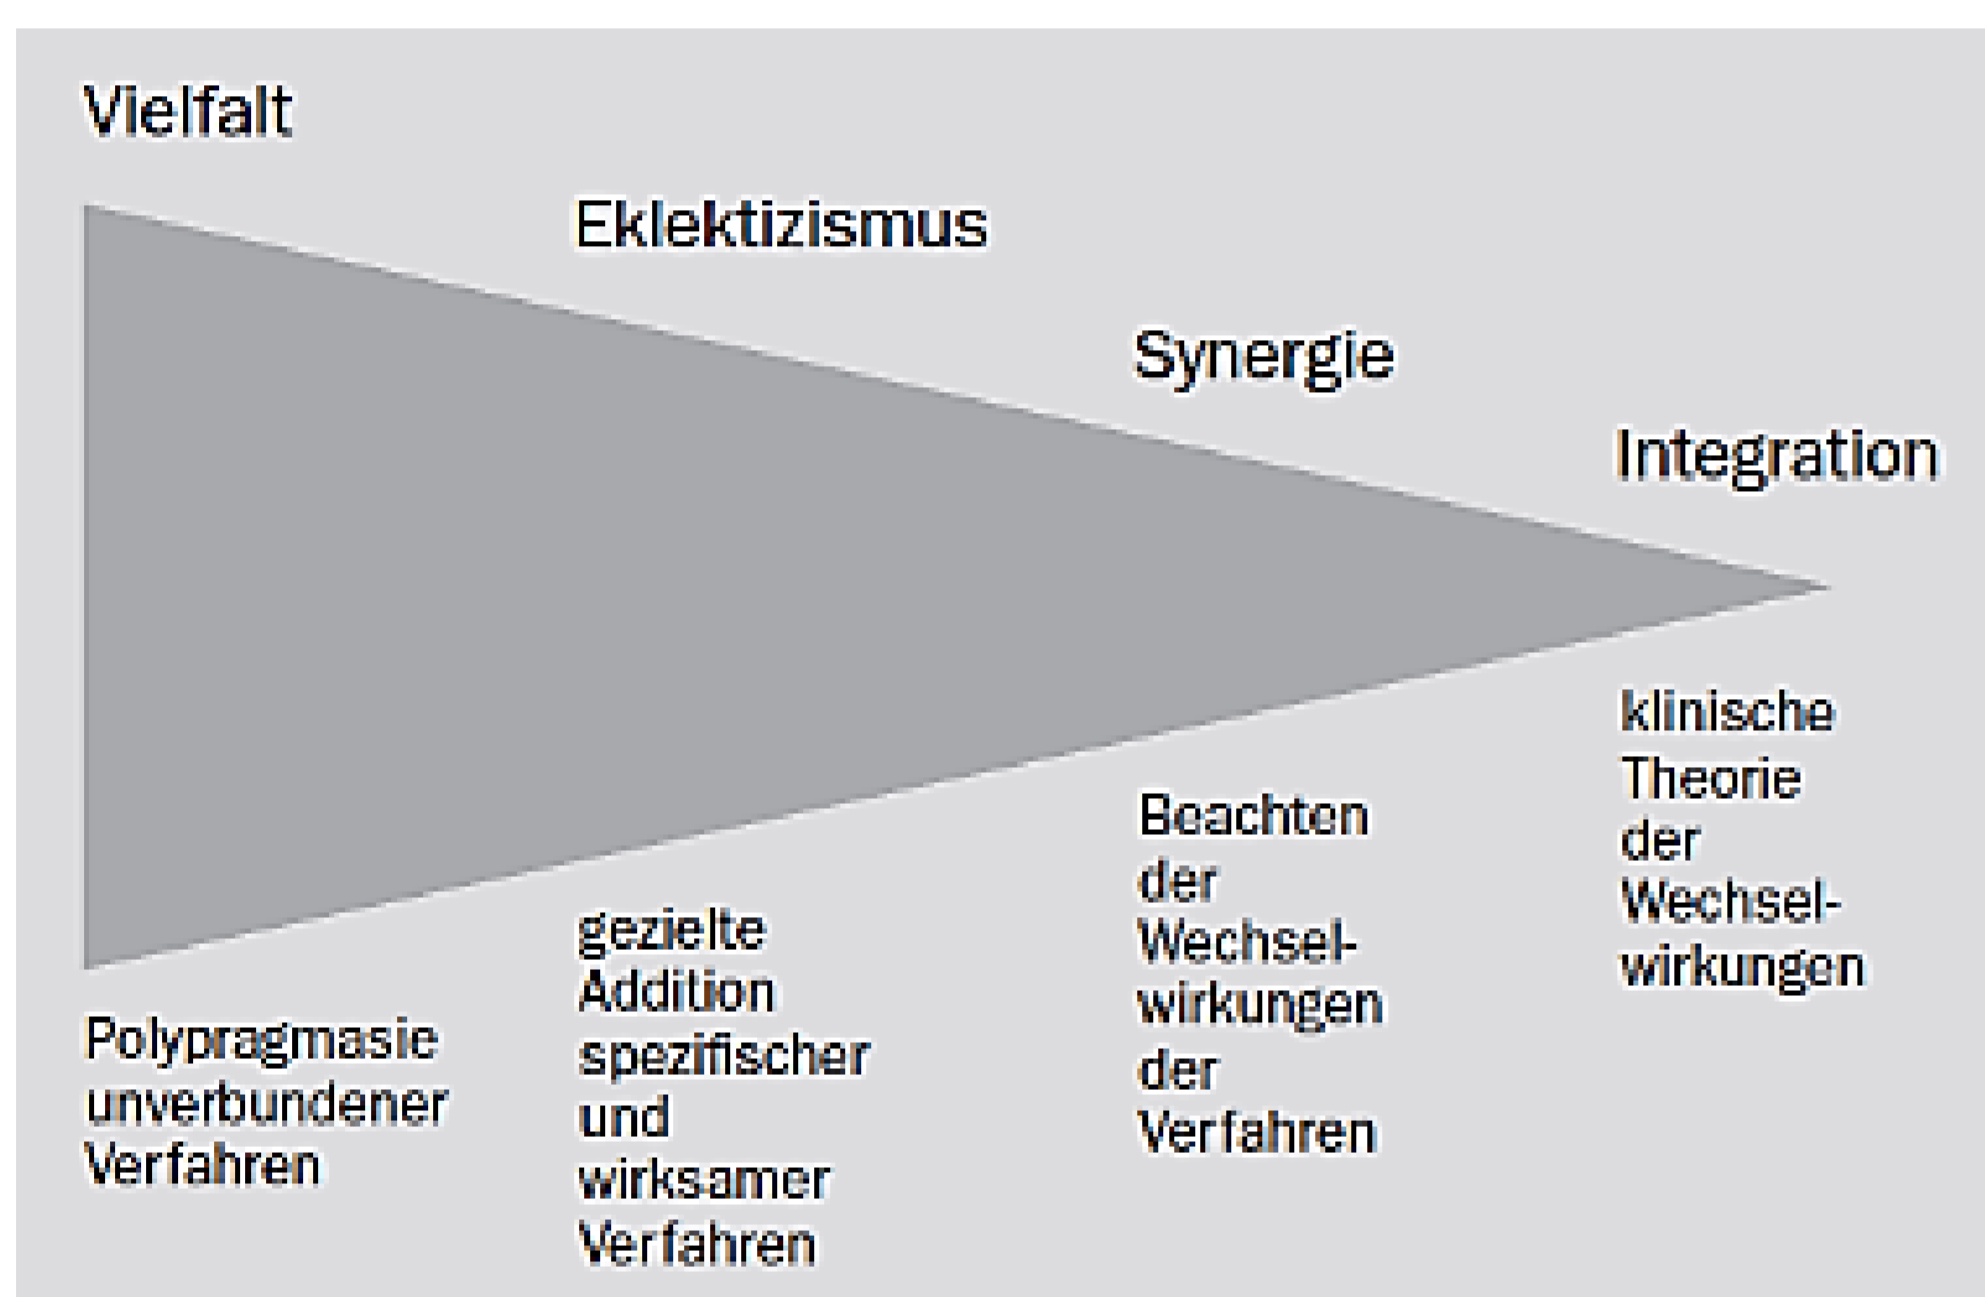 Vielfalt
Eklektizismus
Synergie
Integration
Polypragmasie
unverbundener
Verfahren
gezielte
Addition
spezifischer
und
wirksamer
Verfahren
Beachten
der
Wechsel-
wirkungen
der
Verfahren
klinische
Theorie
der
Wechsel-
wirkungen